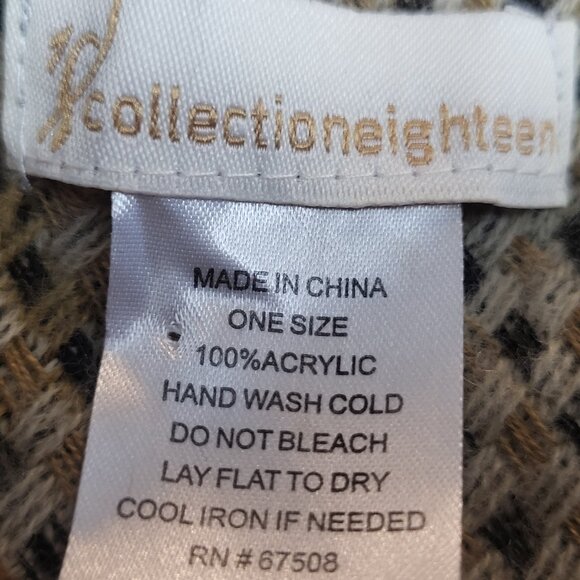 collectioneighteen
MADE IN CHINA
ONE SIZE
100%ACRYLIC
HAND WASH COLD
DO NOT BLEACH
LAY FLAT TO DRY
COOL IRON IF NEEDED
RN # 67508